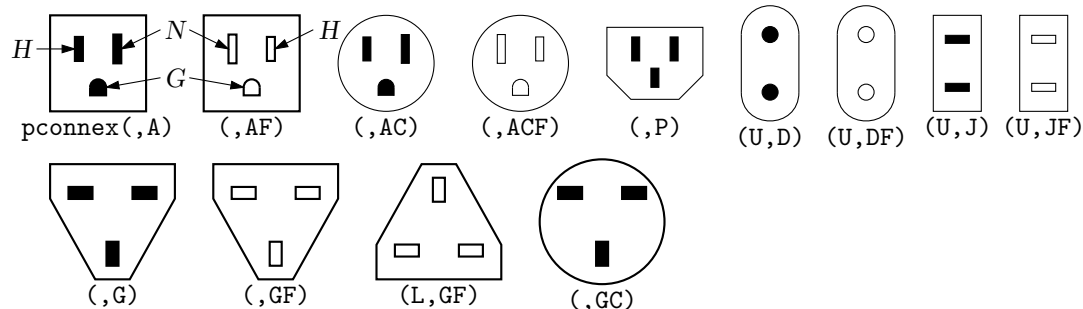 H N H
G
pconnex(,A) (,AF) (,AC) (,ACF) (,P) (U,D) (U,DF) (U,J) (U,JF)
(,G) (,GF) (L,GF) (,GC)